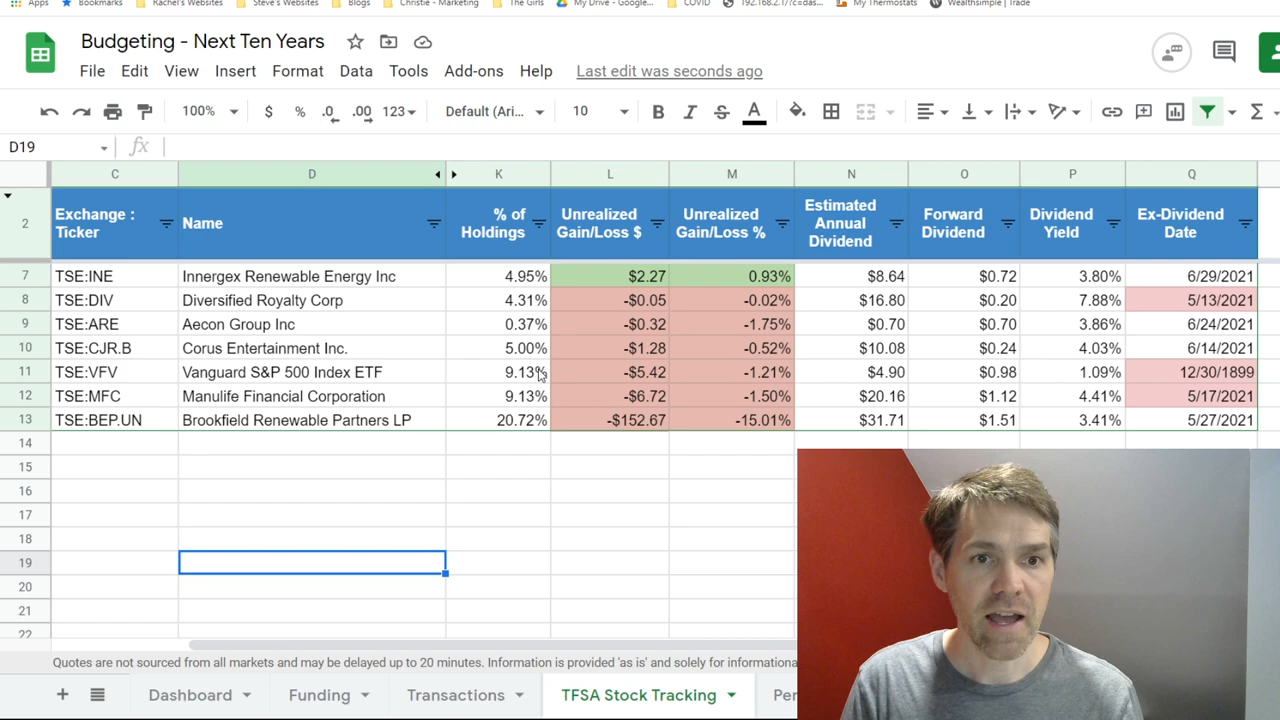 Apps Bookmarks Rachel's Websites Steve's Websites Blogs Christie - Marketing The Girls My Drive - Google... COVID 192.168.2.1/?c=das... My Thermostats Wealthsimple | Trade
Budgeting - Next Ten Years
File Edit View Insert Format Data Tools Add-ons Help Last edit was seconds ago
100% $ % .0 .00 123 Default (Ari... 10 B I S A Σ
D19 fx
C D K L M N O P Q
2 Exchange : Ticker Name % of Holdings Unrealized Gain/Loss $ Unrealized Gain/Loss % Estimated Annual Dividend Forward Dividend Dividend Yield Ex-Dividend Date
7 TSE:INE Innergex Renewable Energy Inc 4.95% $2.27 0.93% $8.64 $0.72 3.80% 6/29/2021
8 TSE:DIV Diversified Royalty Corp 4.31% -$0.05 -0.02% $16.80 $0.20 7.88% 5/13/2021
9 TSE:ARE Aecon Group Inc 0.37% -$0.32 -1.75% $0.70 $0.70 3.86% 6/24/2021
10 TSE:CJR.B Corus Entertainment Inc. 5.00% -$1.28 -0.52% $10.08 $0.24 4.03% 6/14/2021
11 TSE:VFV Vanguard S&P 500 Index ETF 9.13% -$5.42 -1.21% $4.90 $0.98 1.09% 12/30/1899
12 TSE:MFC Manulife Financial Corporation 9.13% -$6.72 -1.50% $20.16 $1.12 4.41% 5/17/2021
13 TSE:BEP.UN Brookfield Renewable Partners LP 20.72% -$152.67 -15.01% $31.71 $1.51 3.41% 5/27/2021
14
15
16
17
18
19
20
21
22
Quotes are not sourced from all markets and may be delayed up to 20 minutes. Information is provided 'as is' and solely for informationa
Dashboard Funding Transactions TFSA Stock Tracking Per